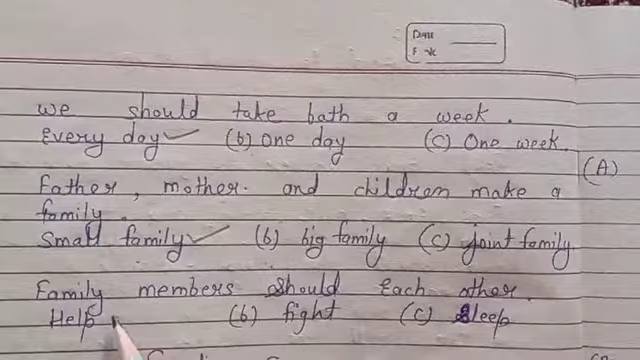 Date
we should take bath a week.
Every day ✓ (b) One day (c) One week.
(A)
Father, mother. and children make a
family.
Small family ✓ (b) big family (c) joint family
Family members should each other.
Help (b) fight (c) sleep